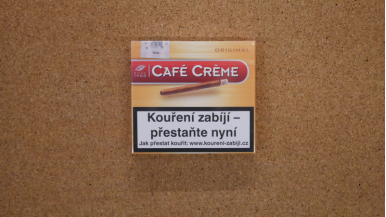 ORIGINAL
CAFÉ CRÈME
Kouření zabíjí –
přestaňte nyní
Jak přestat kouřit: www.koureni-zabiji.cz